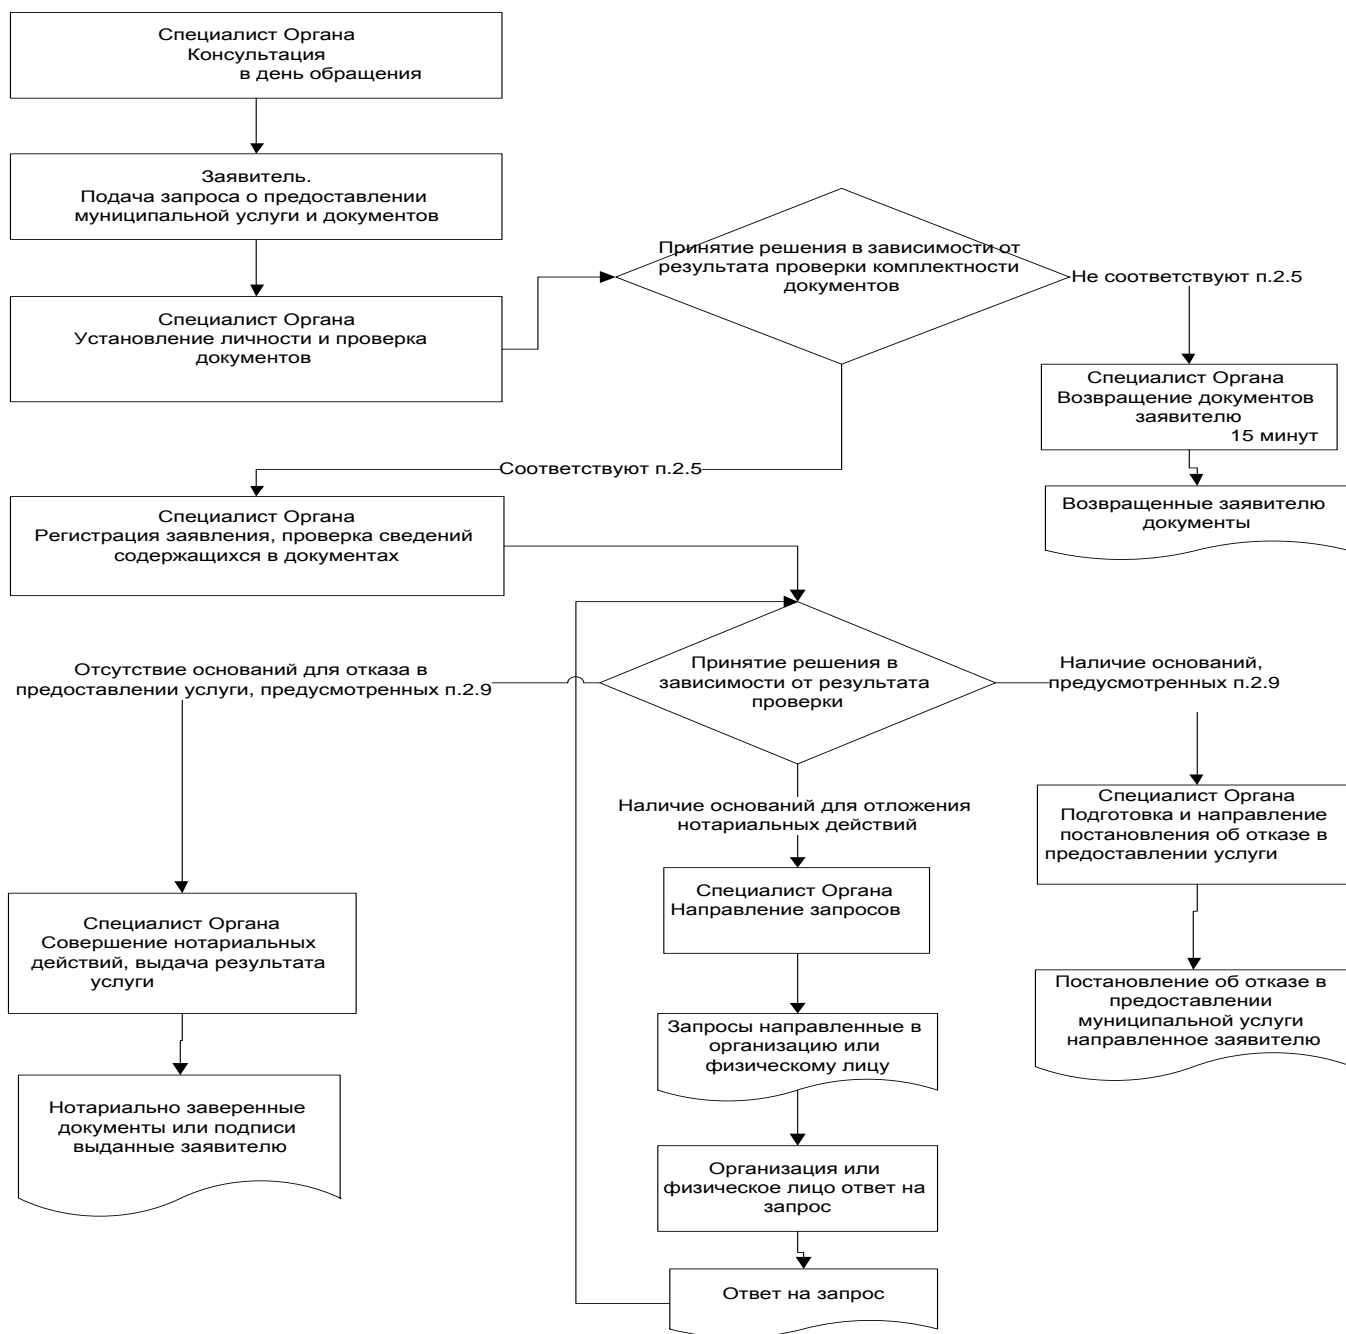 Специалист Органа
Консультация
в день обращения
Заявитель.
Подача запроса о предоставлении
муниципальной услуги и документов
Специалист Органа
Установление личности и проверка
документов
Принятие решения в зависимости от
результата проверки комплектности
документов
Не соответствуют п.2.5
Специалист Органа
Возвращение документов
заявителю
15 минут
Возвращенные заявителю
документы
Соответствуют п.2.5
Специалист Органа
Регистрация заявления, проверка сведений
содержащихся в документах
Принятие решения в
зависимости от результата
проверки
Отсутствие оснований для отказа в
предоставлении услуги, предусмотренных п.2.9
Наличие оснований,
предусмотренных п.2.9
Наличие оснований для отложения
нотариальных действий
Специалист Органа
Подготовка и направление
постановления об отказе в
предоставлении услуги
Специалист Органа
Направление запросов
Специалист Органа
Совершение нотариальных
действий, выдача результата
услуги
Постановление об отказе в
предоставлении
муниципальной услуги
направленное заявителю
Запросы направленные в
организацию или
физическому лицу
Нотариально заверенные
документы или подписи
выданные заявителю
Организация или
физическое лицо ответ на
запрос
Ответ на запрос